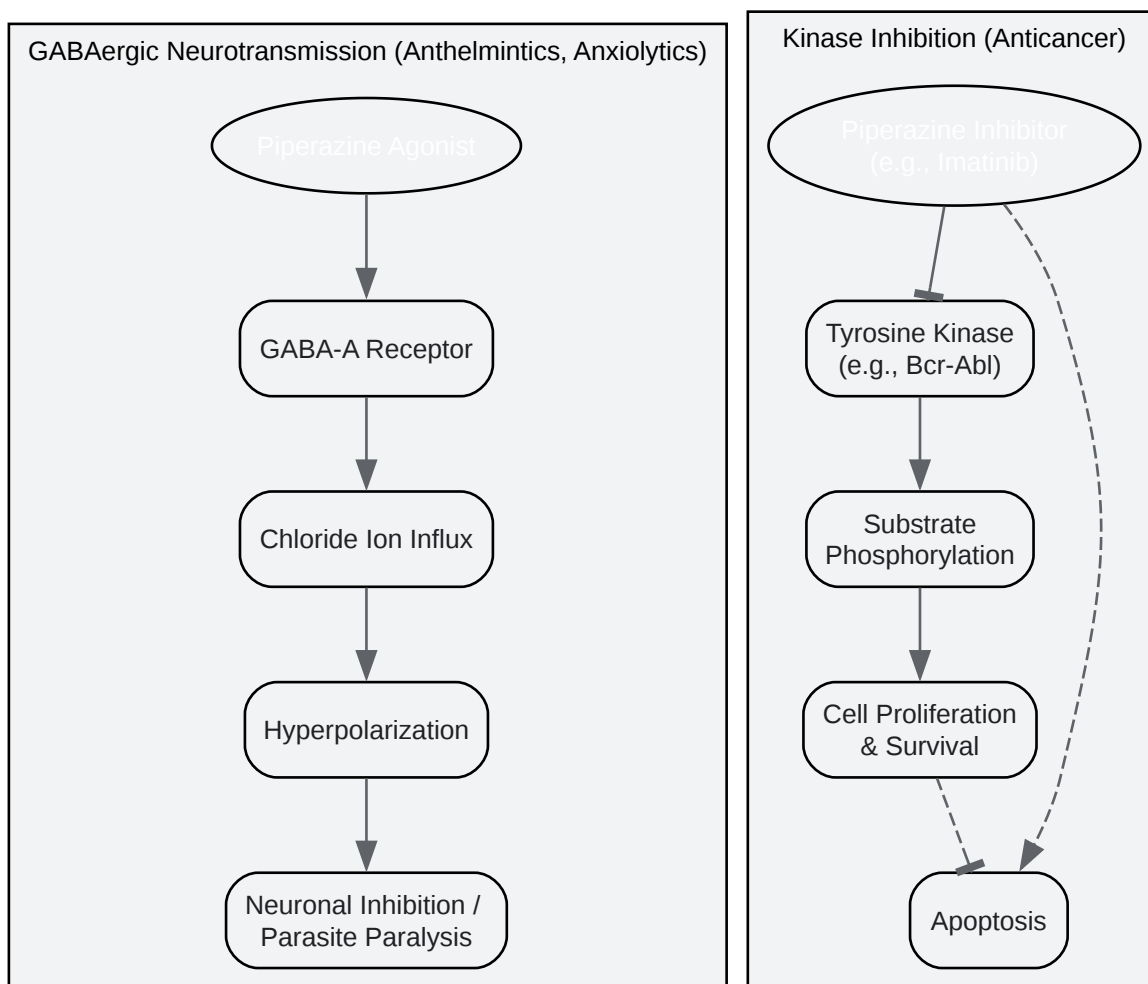 GABAergic Neurotransmission (Anthelmintics, Anxiolytics)
Piperazine Agonist
GABA-A Receptor
Chloride Ion Influx
Hyperpolarization
Neuronal Inhibition /
Parasite Paralysis
Kinase Inhibition (Anticancer)
Piperazine Inhibitor
(e.g., Imatinib)
Tyrosine Kinase
(e.g., Bcr-Abl)
Substrate
Phosphorylation
Cell Proliferation
& Survival
Apoptosis